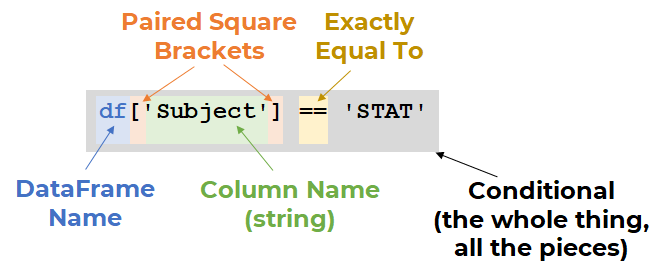 Paired Square
Brackets
Exactly
Equal To
df['Subject'] == 'STAT'
DataFrame
Name
Column Name
(string)
Conditional
(the whole thing,
all the pieces)